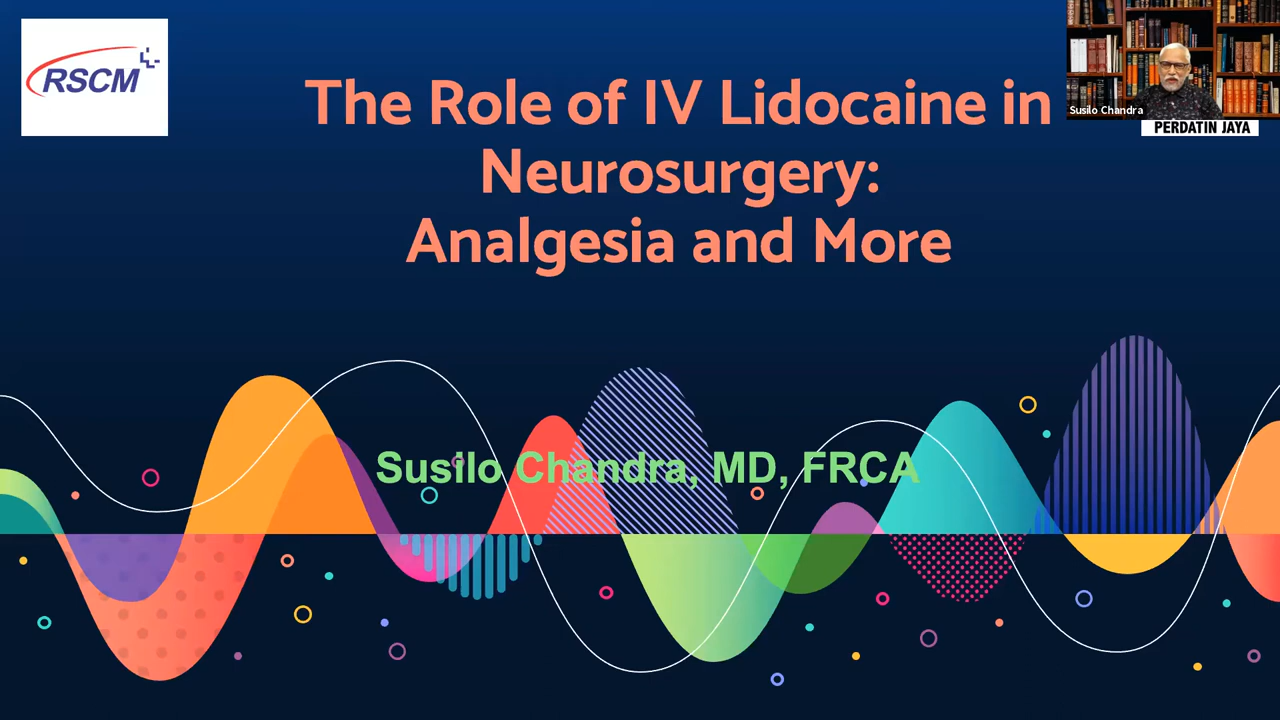 RSCM
The Role of IV Lidocaine in
Neurosurgery:
Analgesia and More
Susilo Chandra
PERDATIN JAYA
Susilo Chandra, MD, FRCA